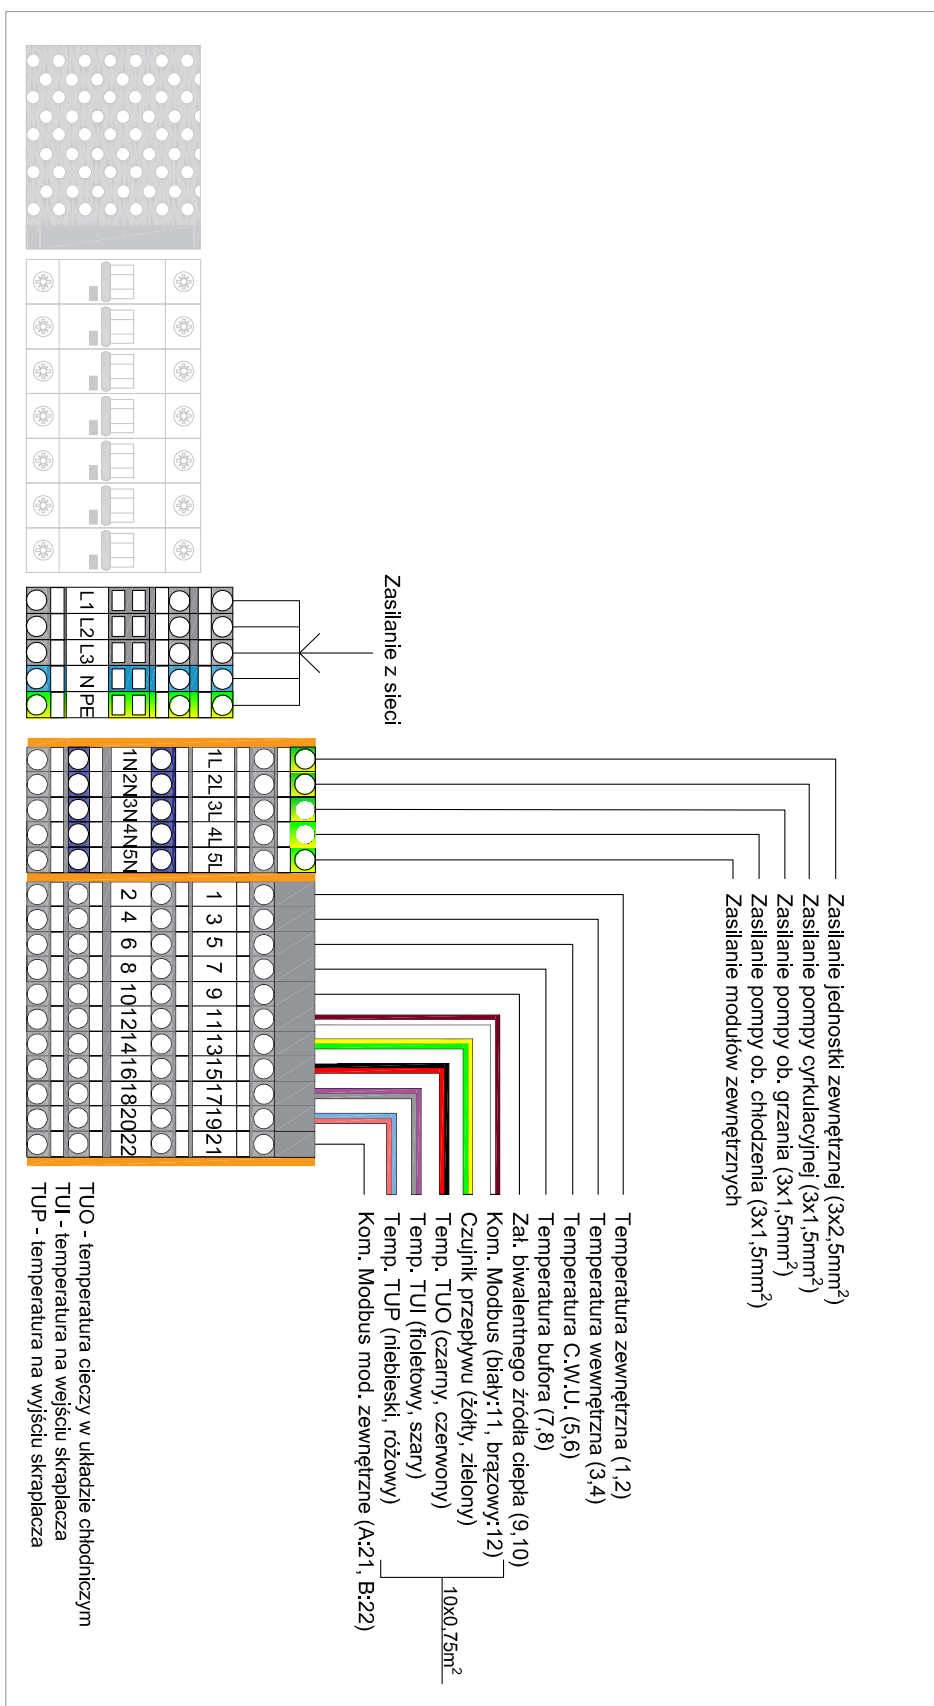 Zasilanie z sieci
L1 L2 L3 N PE
1L 2L 3L 4L 5L
1N 2N 3N 4N 5N
1 3 5 7 9 11 13 15 17 19 21
2 4 6 8 10 12 14 16 18 20 22
Zasilanie jednostki zewnętrznej (3x2,5mm²)
Zasilanie pompy cyrkulacyjnej (3x1,5mm²)
Zasilanie pompy ob. grzania (3x1,5mm²)
Zasilanie pompy ob. chłodzenia (3x1,5mm²)
Zasilanie modułów zewnętrznych
Temperatura zewnętrzna (1,2)
Temperatura wewnętrzna (3,4)
Temperatura C.W.U. (5,6)
Temperatura bufora (7,8)
Zał. biwalentnego źródła ciepła (9,10)
Kom. Modbus (biały:11, brązowy:12)
Czujnik przepływu (żółty, zielony)
Temp. TUO (czarny, czerwony)
Temp. TUI (fioletowy, szary)
Temp. TUP (niebieski, różowy)
Kom. Modbus mod. zewnętrzne (A:21, B:22)
10x0,75m²
TUO - temperatura cieczy w układzie chłodniczym
TUI - temperatura na wejściu skraplacza
TUP - temperatura na wyjściu skraplacza